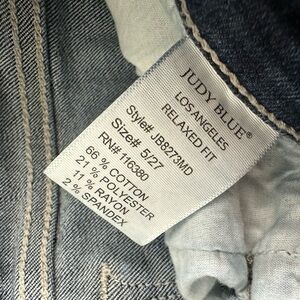 JUDY BLUE®
LOS ANGELES
RELAXED FIT
Style# JB8273MD
Size# 5/27
RN# 116380
66 % COTTON
21 % POLYESTER
11 % RAYON
2 % SPANDEX